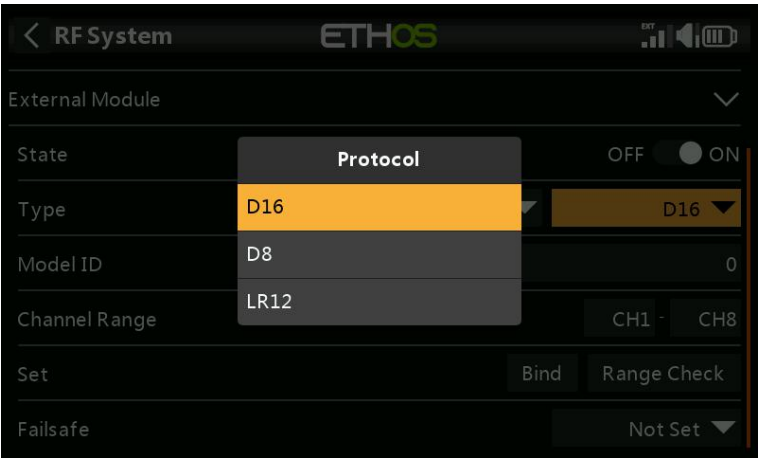 RF System ETHOS EXT
External Module
State OFF ON
Protocol
Type D16
D16
D8
LR12
Model ID 0
Channel Range CH1 - CH8
Set Bind Range Check
Failsafe Not Set